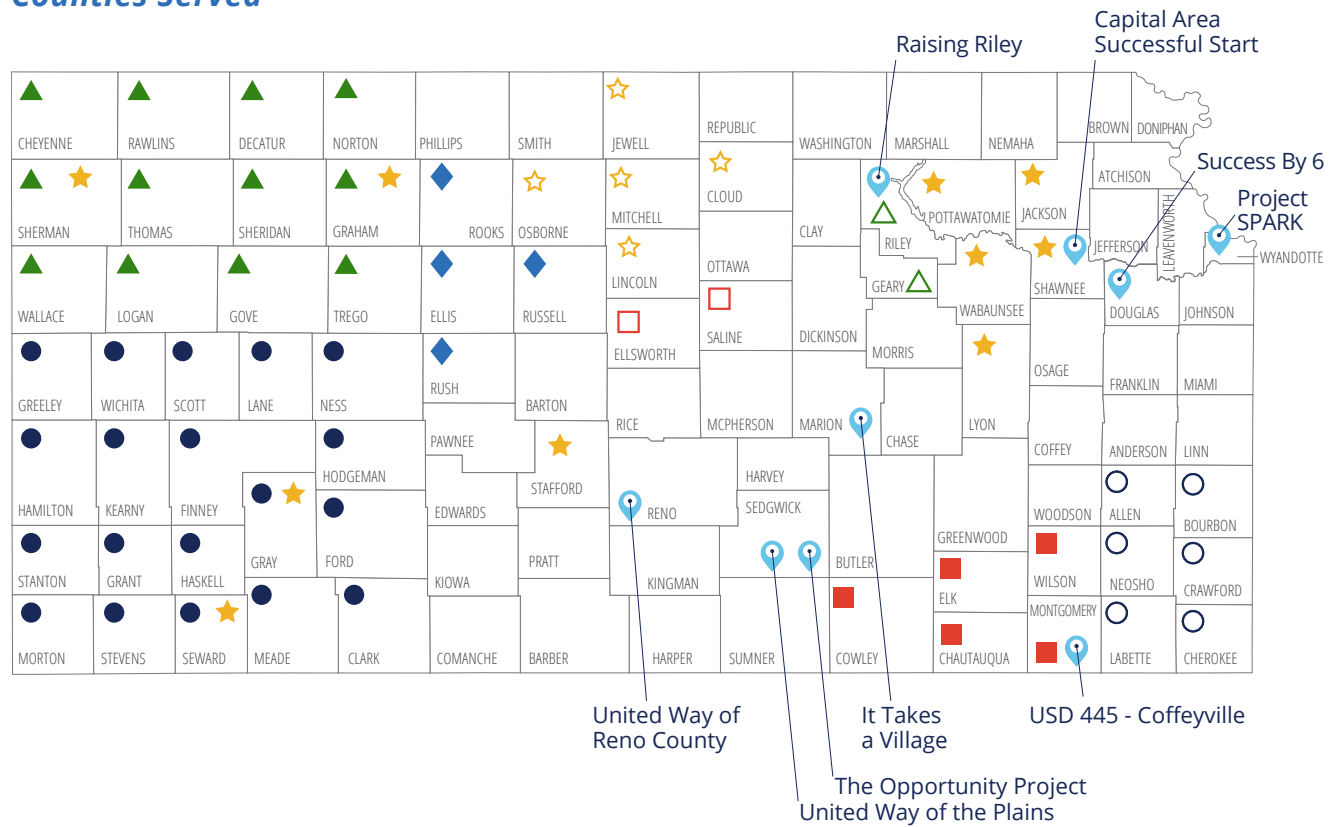 Counties Served
Capital Area
Successful Start
Raising Riley
Success By 6
Project
SPARK
CHEYENNE
RAWLINS
DECATUR
NORTON
PHILLIPS
SMITH
JEWELL
REPUBLIC
WASHINGTON
MARSHALL
NEMAHA
BROWN
DONIPHAN
ATCHISON
SHERMAN
THOMAS
SHERIDAN
GRAHAM
ROOKS
OSBORNE
MITCHELL
CLOUD
CLAY
RILEY
POTTAWATOMIE
JACKSON
JEFFERSON
LEAVENWORTH
WYANDOTTE
WALLACE
LOGAN
GOVE
TREGO
ELLIS
RUSSELL
LINCOLN
OTTAWA
GEARY
WABAUNSEE
SHAWNEE
DOUGLAS
JOHNSON
ELLSWORTH
SALINE
DICKINSON
MORRIS
OSAGE
FRANKLIN
MIAMI
GREELEY
WICHITA
SCOTT
LANE
NESS
RUSH
BARTON
RICE
MCPHERSON
MARION
CHASE
LYON
COFFEY
ANDERSON
LINN
PAWNEE
HAMILTON
KEARNY
FINNEY
HODGEMAN
STAFFORD
EDWARDS
RENO
HARVEY
SEDGWICK
GREENWOOD
WOODSON
ALLEN
BOURBON
STANTON
GRANT
HASKELL
GRAY
FORD
KIOWA
PRATT
KINGMAN
BUTLER
ELK
WILSON
NEOSHO
CRAWFORD
MORTON
STEVENS
SEWARD
MEADE
CLARK
COMANCHE
BARBER
HARPER
SUMNER
COWLEY
CHAUTAUQUA
MONTGOMERY
LABETTE
CHEROKEE
United Way of
Reno County
It Takes
a Village
USD 445 - Coffeyville
The Opportunity Project
United Way of the Plains